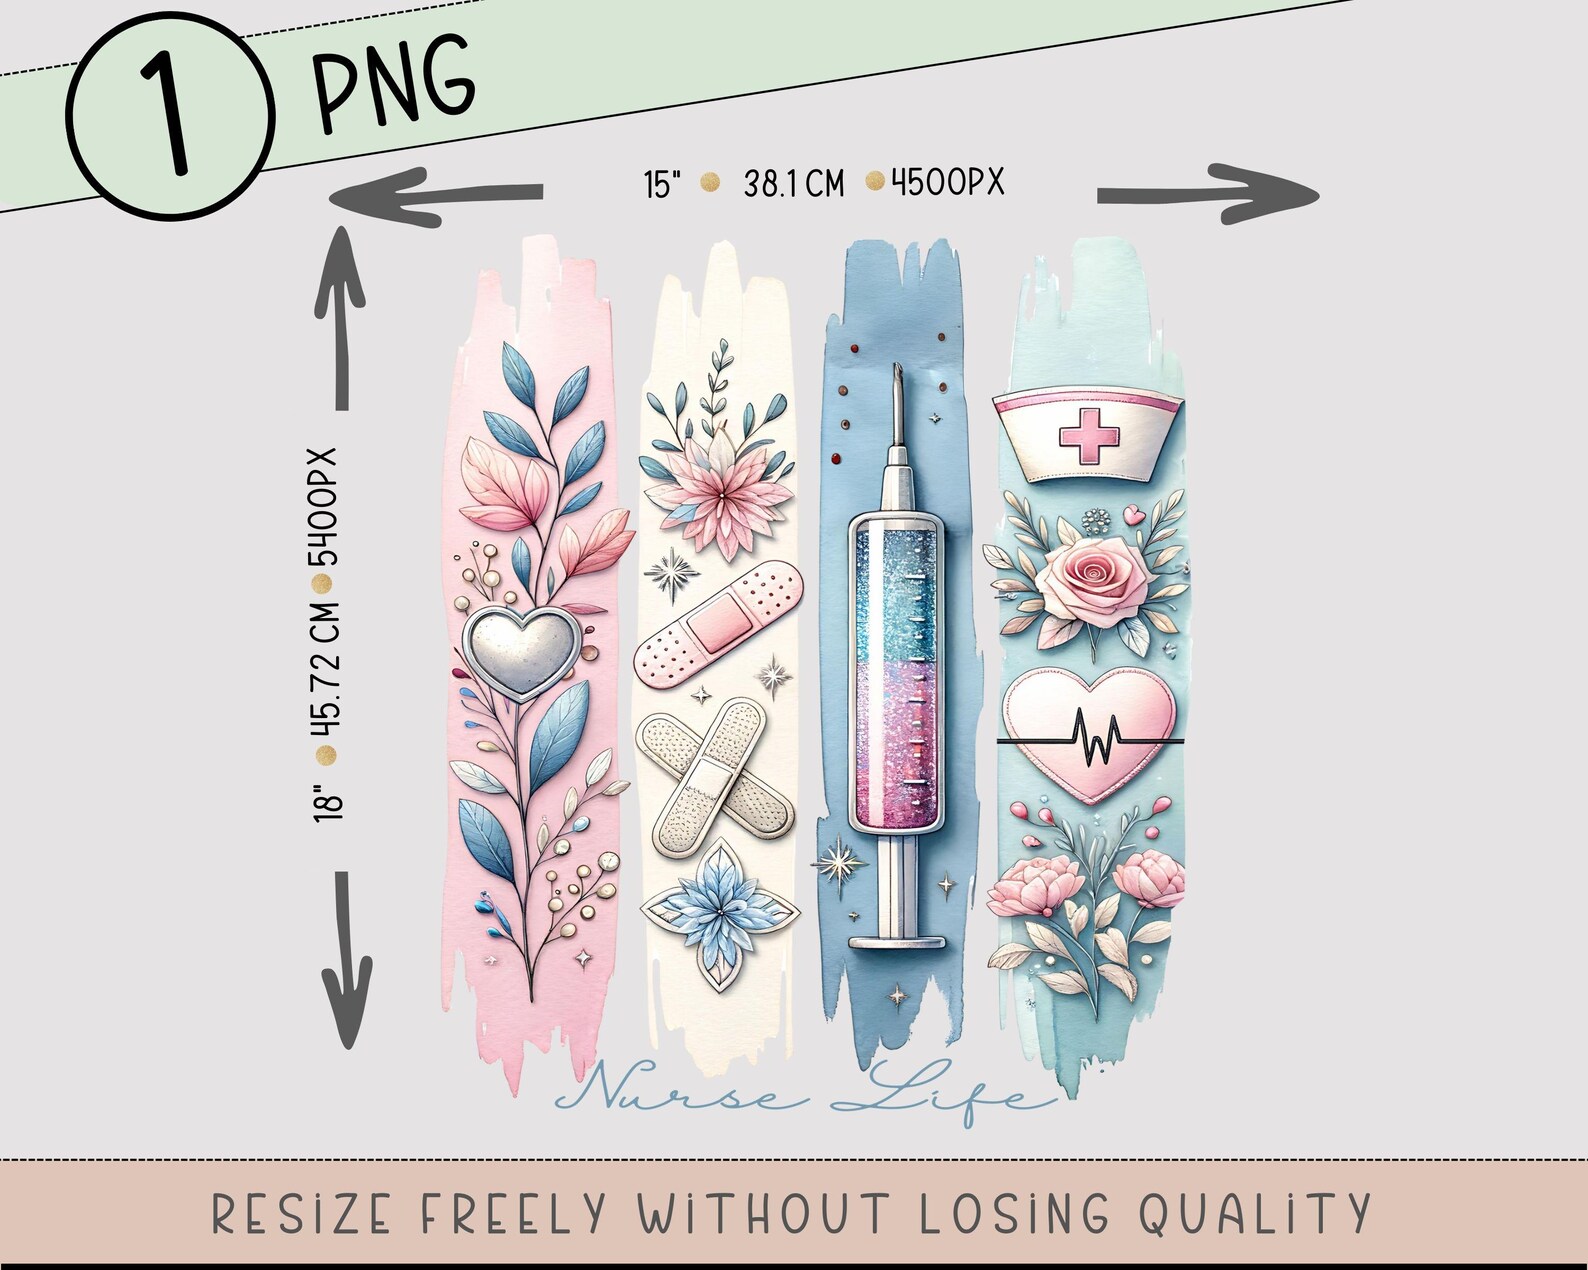 1 PNG
15" 38.1 CM 4500PX
18" 45.72 CM 5400PX
Nurse Life
RESIZE FREELY WITHOUT LOSING QUALITY